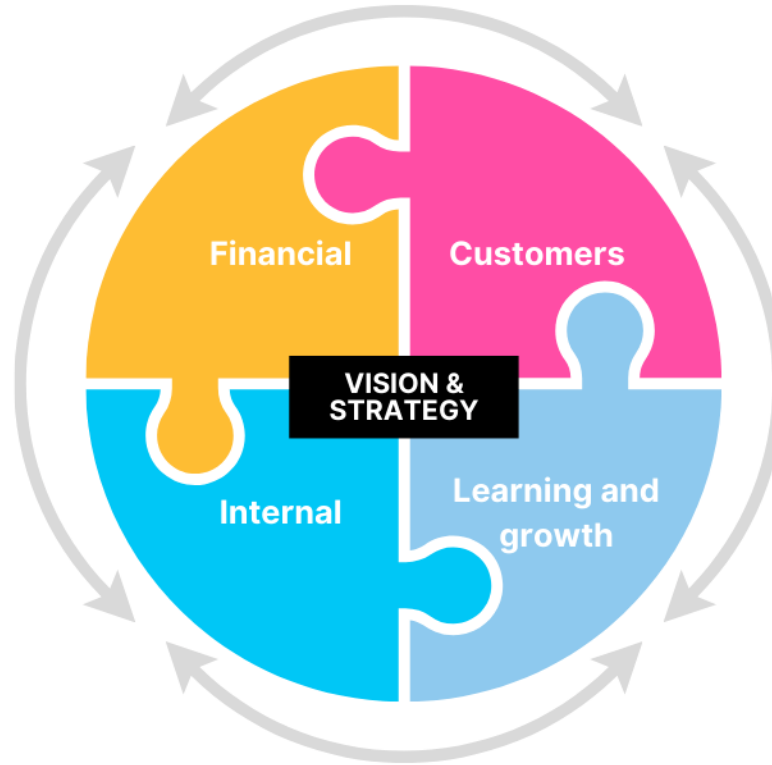 Financial
Customers
VISION &
STRATEGY
Internal
Learning and
growth